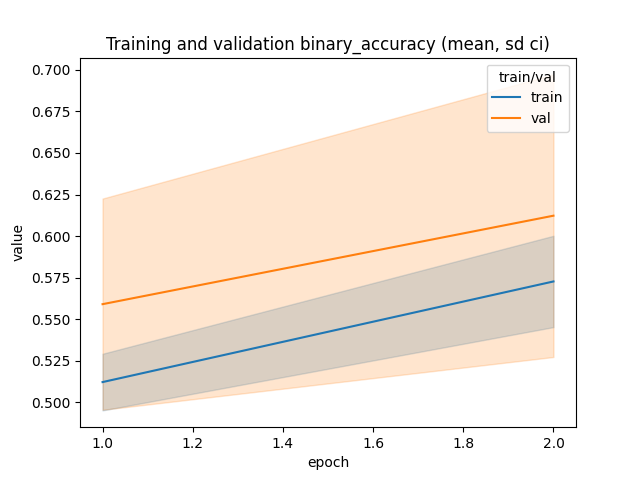 Training and validation binary_accuracy (mean, sd ci)
train/val
train
val
0.700
0.675
0.650
0.625
0.600
0.575
0.550
0.525
0.500
value
1.0 1.2 1.4 1.6 1.8 2.0
epoch